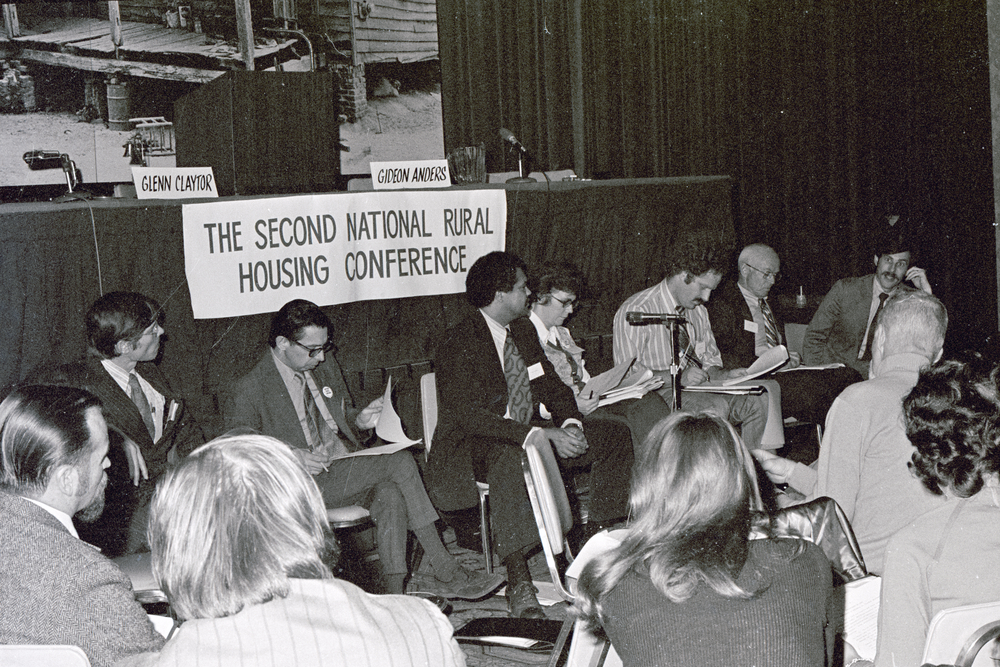 GLENN CLAYTOR
GIDEON ANDERS
THE SECOND NATIONAL RURAL
HOUSING CONFERENCE